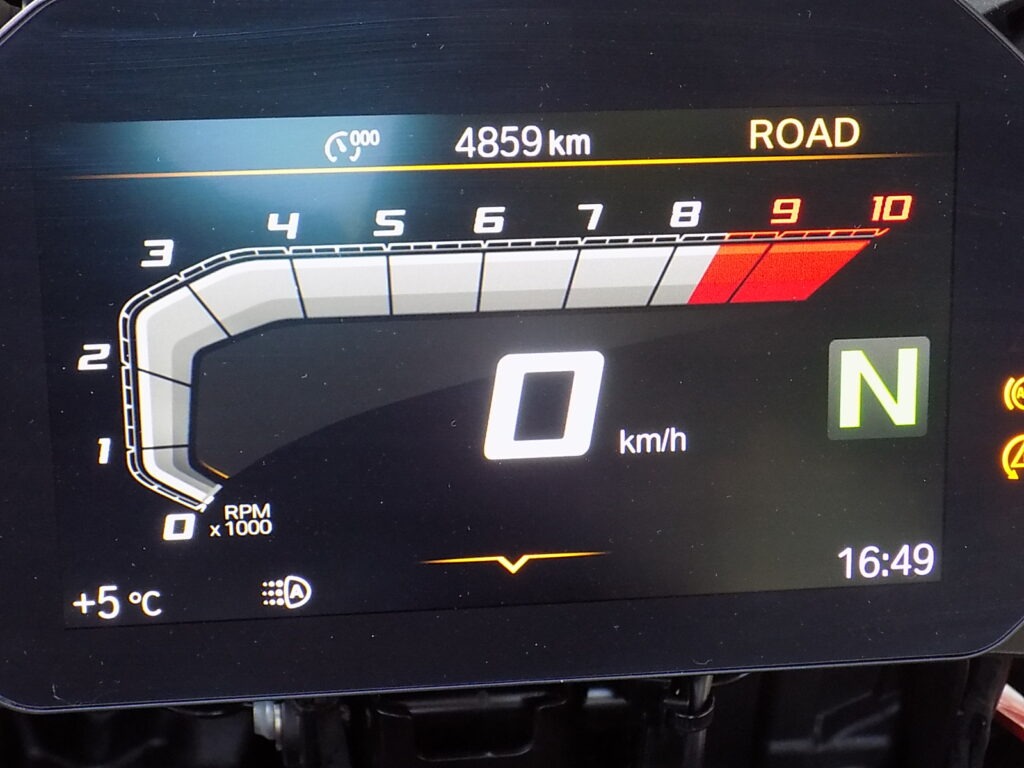 000 4859 km ROAD
3 4 5 6 7 8 9 10
2
1
0 RPM
x 1000
0 km/h
N
+5 °C A 16:49